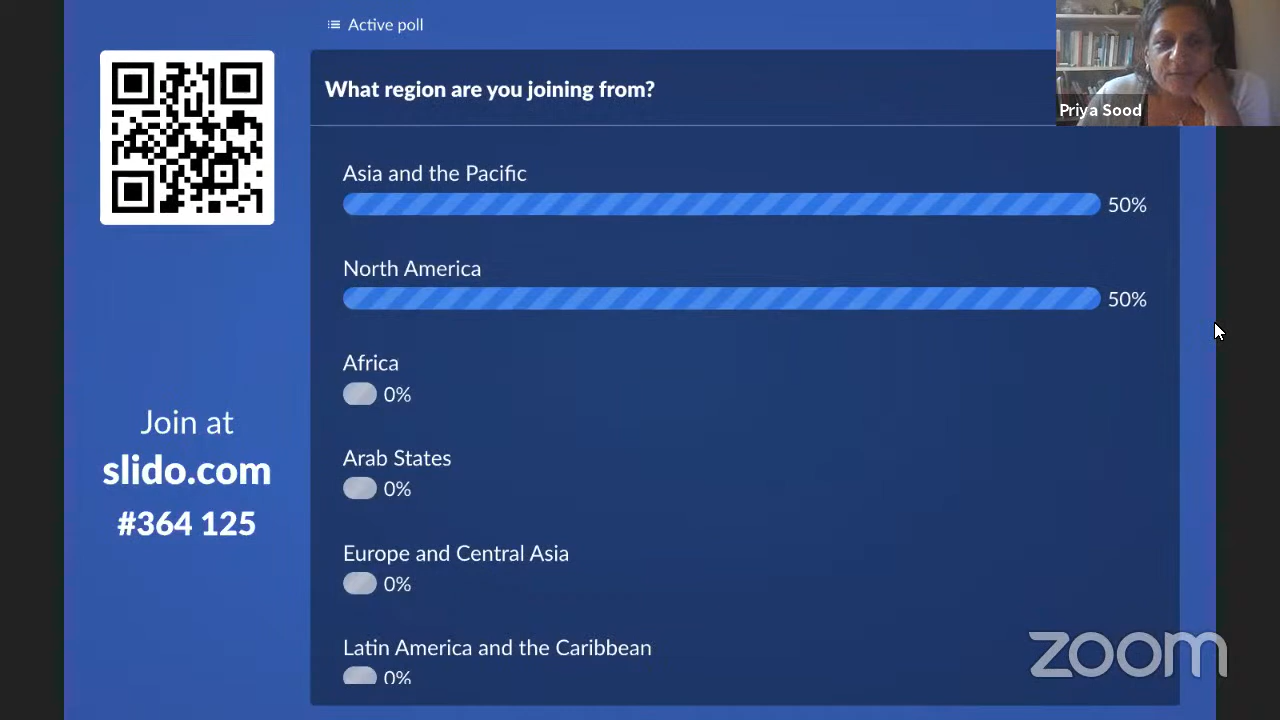 Active poll
What region are you joining from?
Priya Sood
Asia and the Pacific
50%
North America
50%
Africa
0%
Arab States
0%
Europe and Central Asia
0%
Latin America and the Caribbean
0%
Join at
slido.com
#364 125
zoom